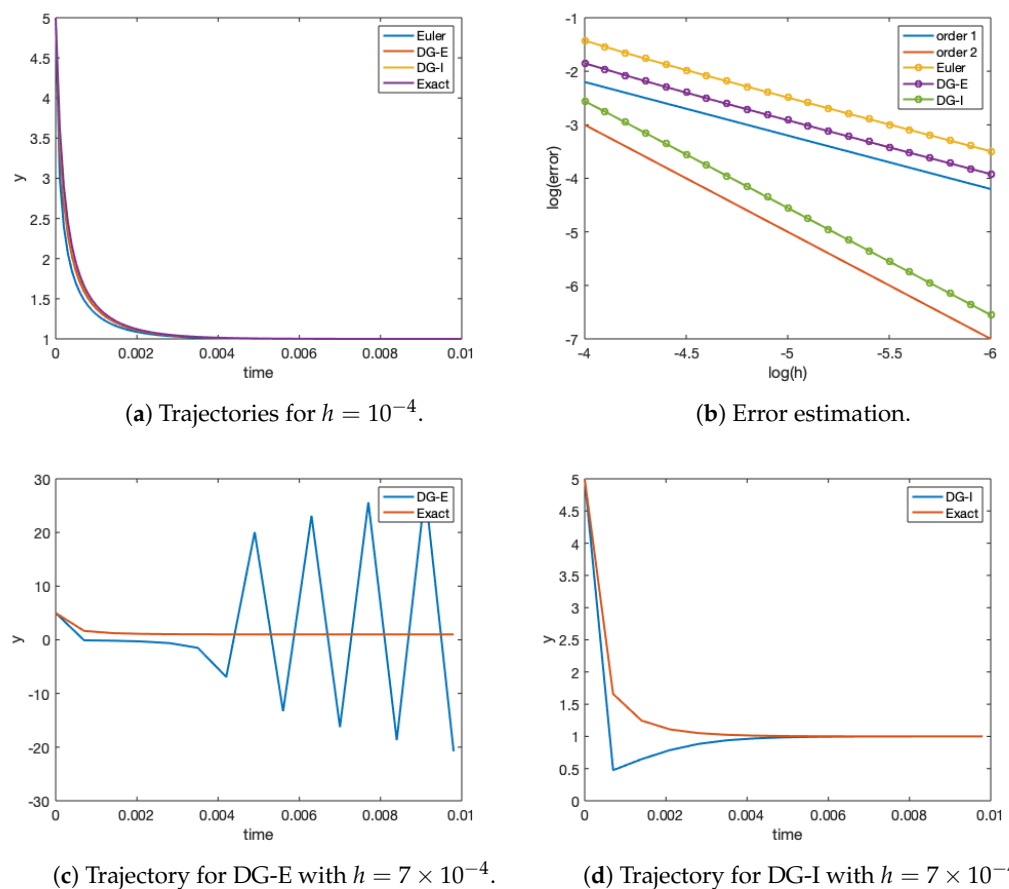 5
4.5
4
3.5
3
2.5
2
1.5
1
y
0
0.002
0.004
0.006
0.008
0.01
time
Euler
DG-E
DG-I
Exact
(a) Trajectories for h = 10⁻⁴.
-1
-2
-3
-4
-5
-6
-7
log(error)
-4
-4.5
-5
-5.5
-6
log(h)
order 1
order 2
Euler
DG-E
DG-I
(b) Error estimation.
30
20
10
0
-10
-20
-30
y
0
0.002
0.004
0.006
0.008
0.01
time
DG-E
Exact
(c) Trajectory for DG-E with h = 7 × 10⁻⁴.
5
4.5
4
3.5
3
2.5
2
1.5
1
0.5
0
y
0
0.002
0.004
0.006
0.008
0.01
time
DG-I
Exact
(d) Trajectory for DG-I with h = 7 × 10⁻